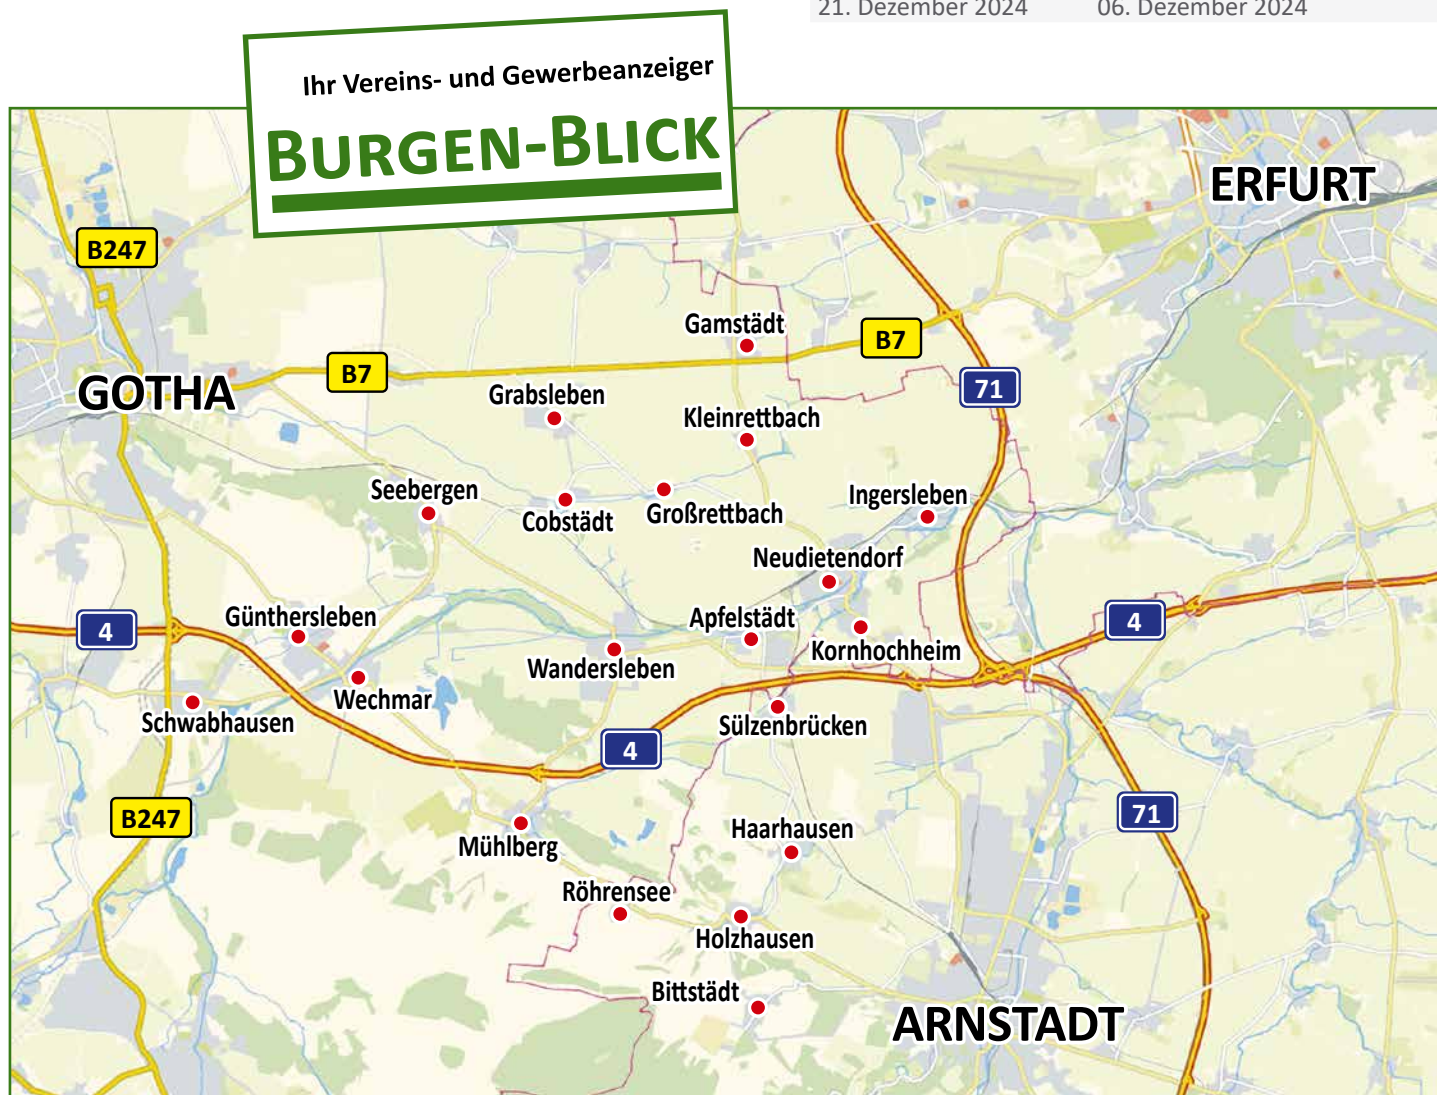 21. Dezember 2024 06. Dezember 2024
Ihr Vereins- und Gewerbeanzeiger
BURGEN-BLICK
ERFURT
B247
Gamstädt
B7
B7
71
GOTHA
Grabsleben
Kleinrettbach
Seebergen
Cobstädt
Großrettbach
Ingersleben
Neudietendorf
Günthersleben
4
Apfelstädt
4
Kornhochheim
Wandersleben
Wechmar
Schwabhausen
Sülzenbrücken
4
B247
71
Mühlberg
Haarhausen
Röhrensee
Holzhausen
Bittstädt
ARNSTADT